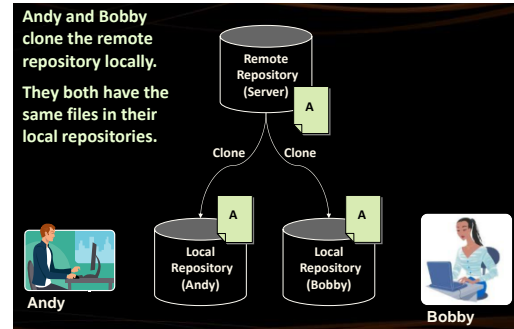 Andy and Bobby
clone the remote
repository locally.
They both have the
same files in their
local repositories.
Remote
Repository
(Server)
A
Clone
Clone
A
A
Local
Repository
(Andy)
Local
Repository
(Bobby)
Andy
Bobby